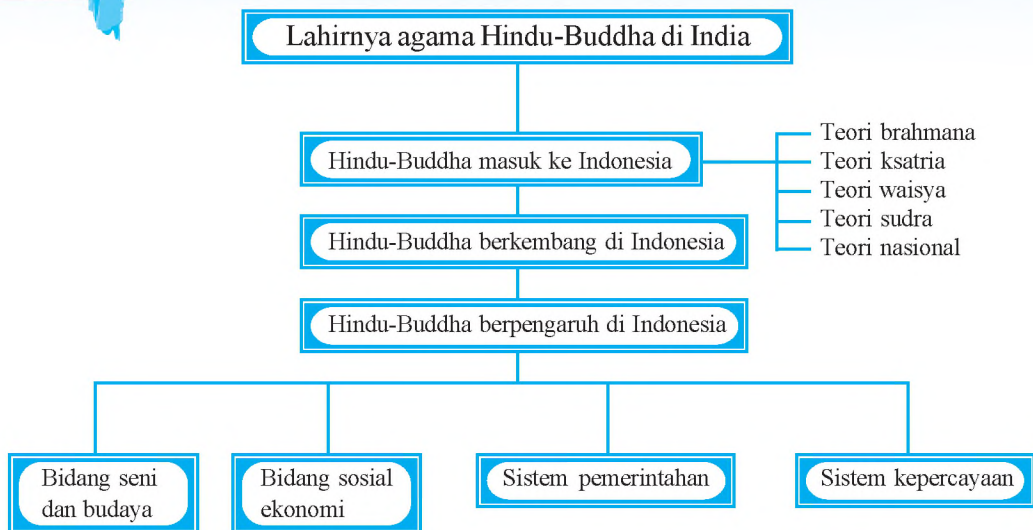 Lahirnya agama Hindu-Buddha di India
Hindu-Buddha masuk ke Indonesia
Teori brahmana
Teori ksatria
Teori waisya
Teori sudra
Teori nasional
Hindu-Buddha berkembang di Indonesia
Hindu-Buddha berpengaruh di Indonesia
Bidang seni
dan budaya
Bidang sosial
ekonomi
Sistem pemerintahan
Sistem kepercayaan